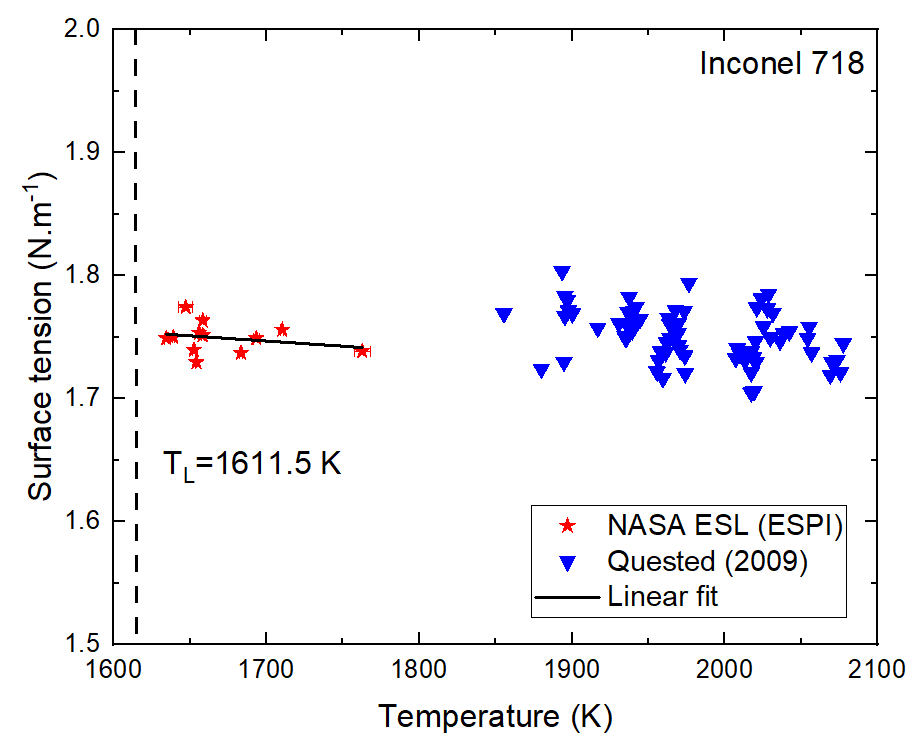 Inconel 718
2.0
1.9
1.8
1.7
1.6
1.5
Surface tension (N.m⁻¹)
T_L=1611.5 K
NASA ESL (ESPI)
Quested (2009)
Linear fit
1600 1700 1800 1900 2000 2100
Temperature (K)